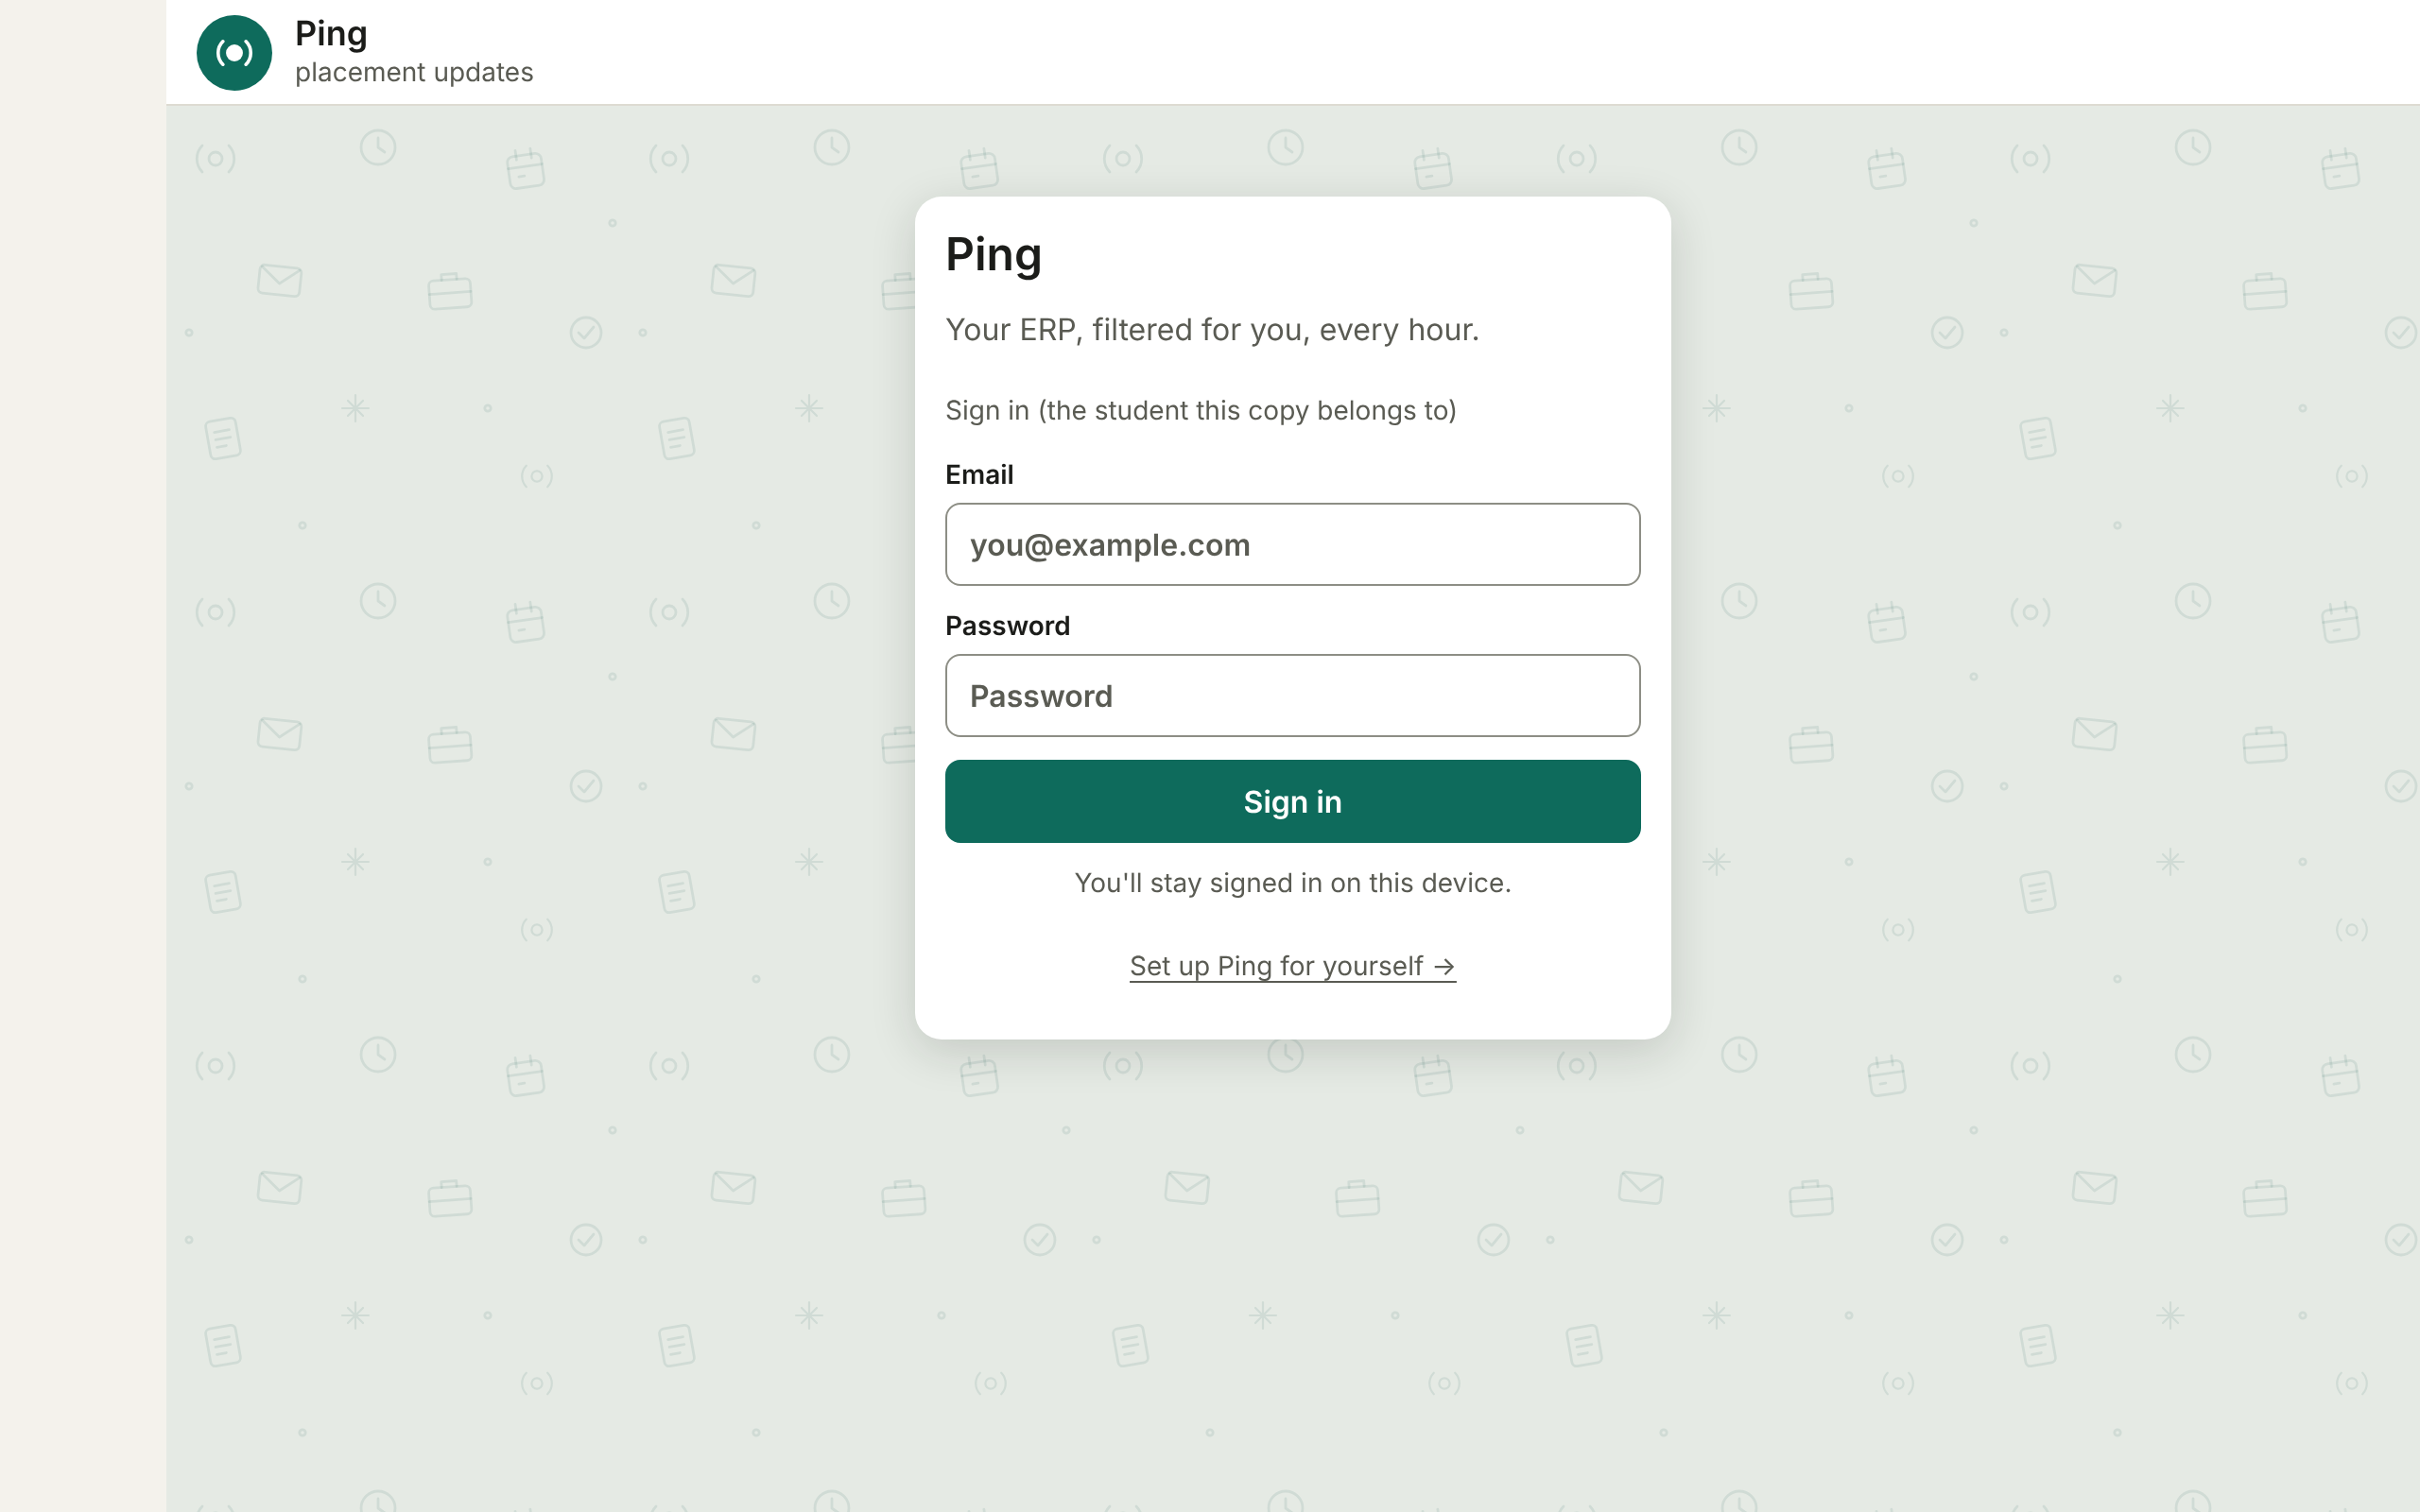 Ping
placement updates
Ping
Your ERP, filtered for you, every hour.
Sign in (the student this copy belongs to)
Email
you@example.com
Password
Password
Sign in
You'll stay signed in on this device.
Set up Ping for yourself →